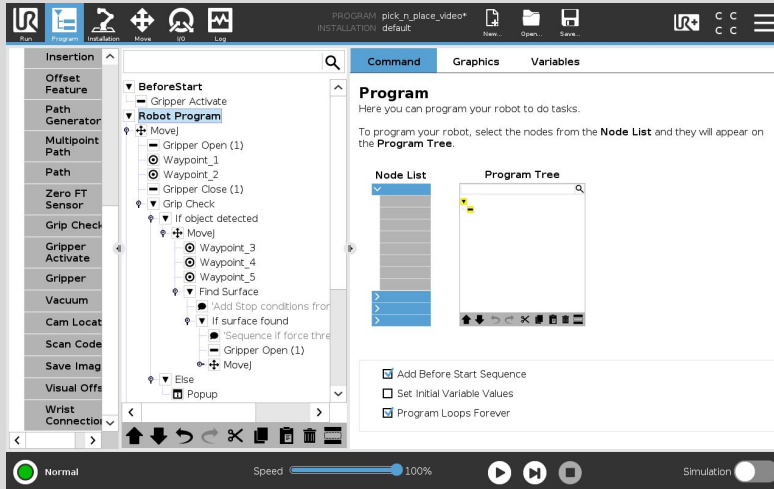 UR
Run
Program
Installation
Move
I/O
Log
PROGRAM pick_n_place_video*
INSTALLATION default
New...
Open...
Save...
UR+
C C
C C
Insertion
Offset
Feature
Path
Generator
Multipoint
Path
Path
Zero FT
Sensor
Grip Check
Gripper
Activate
Gripper
Vacuum
Cam Locat
Scan Code
Save Imag
Visual Offs
Wrist
Connection
BeforeStart
Gripper Activate
Robot Program
MoveJ
Gripper Open (1)
Waypoint_1
Waypoint_2
Gripper Close (1)
Grip Check
If object detected
MoveJ
Waypoint_3
Waypoint_4
Waypoint_5
Find Surface
'Add Stop conditions fror
If surface found
'Sequence if force thre
Gripper Open (1)
MoveJ
Else
Popup
Command
Graphics
Variables
Program
Here you can program your robot to do tasks.
To program your robot, select the nodes from the Node List and they will appear on
the Program Tree.
Node List
Program Tree
Add Before Start Sequence
Set Initial Variable Values
Program Loops Forever
Normal
Speed
100%
Simulation